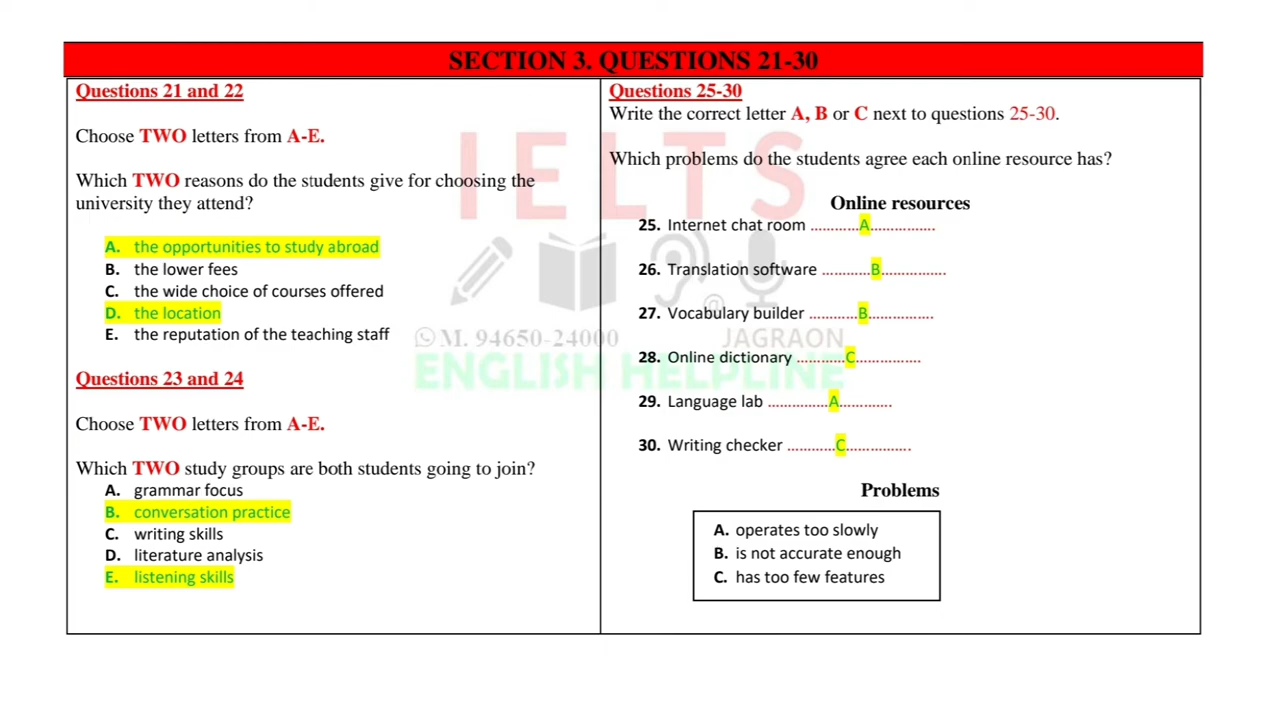 SECTION 3. QUESTIONS 21-30
Questions 21 and 22
Choose TWO letters from A-E.
Which TWO reasons do the students give for choosing the
university they attend?
A. the opportunities to study abroad
B. the lower fees
C. the wide choice of courses offered
D. the location
E. the reputation of the teaching staff
Questions 23 and 24
Choose TWO letters from A-E.
Which TWO study groups are both students going to join?
A. grammar focus
B. conversation practice
C. writing skills
D. literature analysis
E. listening skills
Questions 25-30
Write the correct letter A, B or C next to questions 25-30.
Which problems do the students agree each online resource has?
Online resources
25. Internet chat room ............A................
26. Translation software ............B................
27. Vocabulary builder ............B................
28. Online dictionary ............C................
29. Language lab ...............A.............
30. Writing checker ............C................
Problems
A. operates too slowly
B. is not accurate enough
C. has too few features
IELTS
@
M. 94650-24000 JAGRAON
ENGLISH HELPLINE